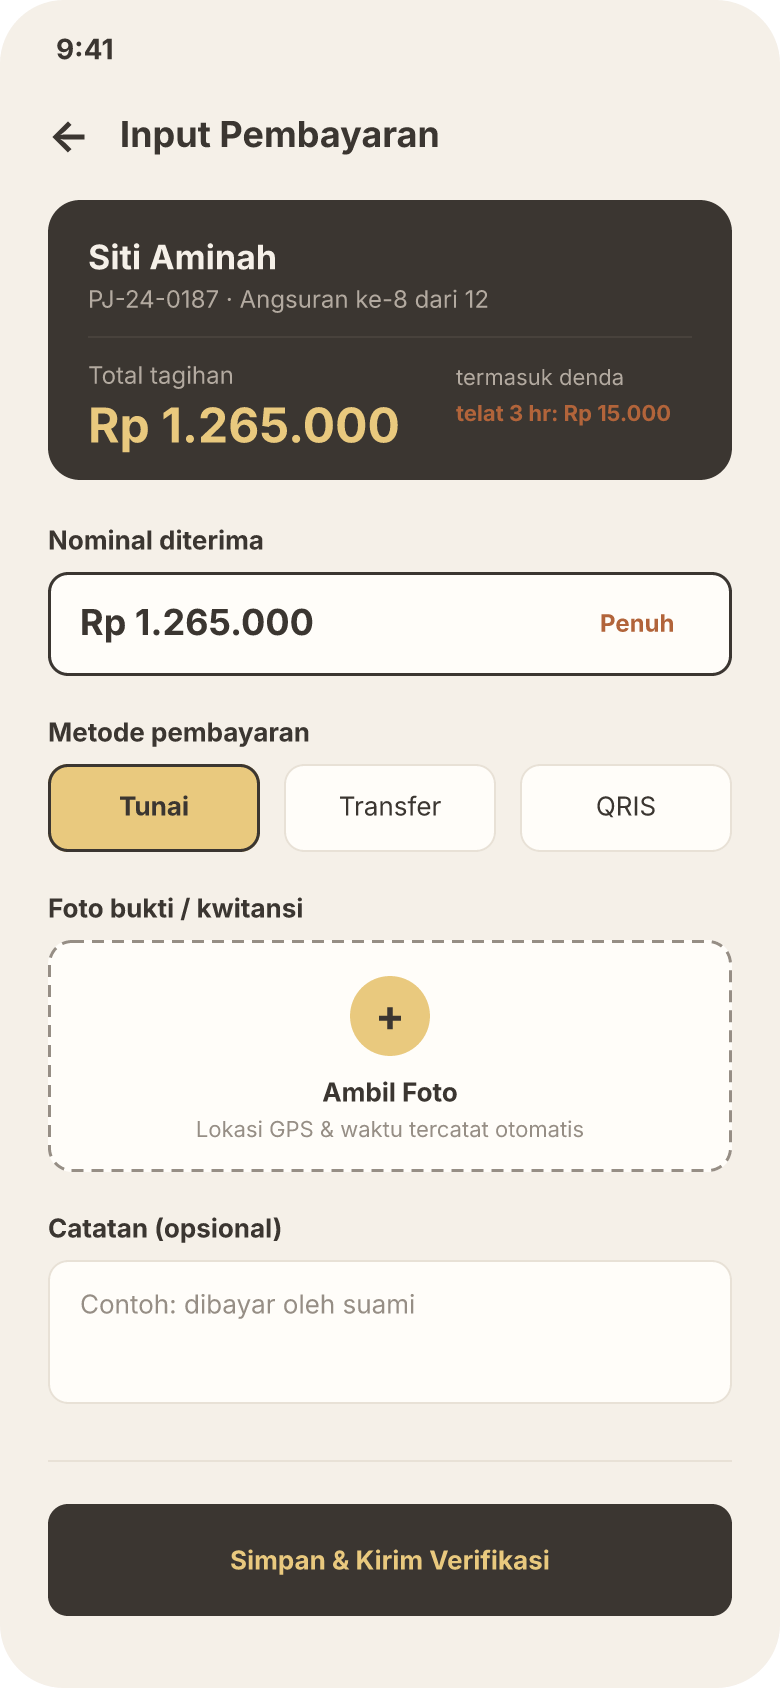 9:41
Input Pembayaran
Siti Aminah
PJ-24-0187 · Angsuran ke-8 dari 12
Total tagihan
Rp 1.265.000
termasuk denda
telat 3 hr: Rp 15.000
Nominal diterima
Rp 1.265.000
Penuh
Metode pembayaran
Tunai
Transfer
QRIS
Foto bukti / kwitansi
+
Ambil Foto
Lokasi GPS & waktu tercatat otomatis
Catatan (opsional)
Contoh: dibayar oleh suami
Simpan & Kirim Verifikasi